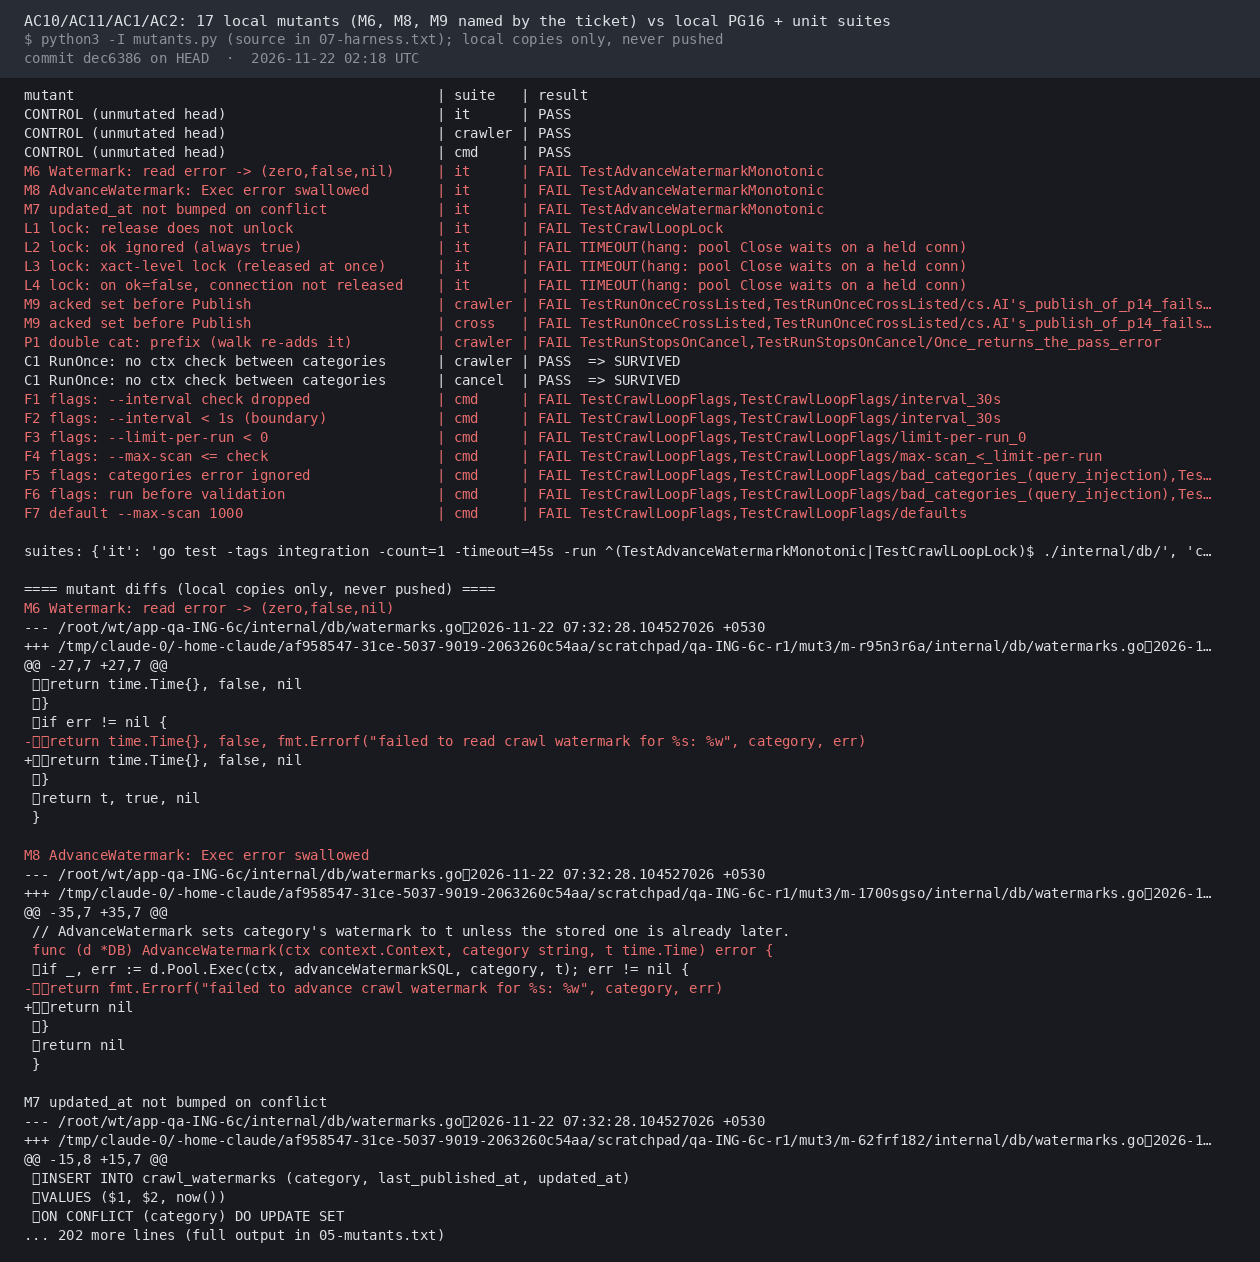 AC10/AC11/AC1/AC2: 17 local mutants (M6, M8, M9 named by the ticket) vs local PG16 + unit suites
$ python3 -I mutants.py (source in 07-harness.txt); local copies only, never pushed
commit dec6386 on HEAD · 2026-11-22 02:18 UTC
mutant | suite | result
CONTROL (unmutated head) | it | PASS
CONTROL (unmutated head) | crawler | PASS
CONTROL (unmutated head) | cmd | PASS
M6 Watermark: read error -> (zero,false,nil) | it | FAIL TestAdvanceWatermarkMonotonic
M8 AdvanceWatermark: Exec error swallowed | it | FAIL TestAdvanceWatermarkMonotonic
M7 updated_at not bumped on conflict | it | FAIL TestAdvanceWatermarkMonotonic
L1 lock: release does not unlock | it | FAIL TestCrawlLoopLock
L2 lock: ok ignored (always true) | it | FAIL TIMEOUT(hang: pool Close waits on a held conn)
L3 lock: xact-level lock (released at once) | it | FAIL TIMEOUT(hang: pool Close waits on a held conn)
L4 lock: on ok=false, connection not released | it | FAIL TIMEOUT(hang: pool Close waits on a held conn)
M9 acked set before Publish | crawler | FAIL TestRunOnceCrossListed,TestRunOnceCrossListed/cs.AI's_publish_of_p14_fails…
M9 acked set before Publish | cross | FAIL TestRunOnceCrossListed,TestRunOnceCrossListed/cs.AI's_publish_of_p14_fails…
P1 double cat: prefix (walk re-adds it) | crawler | FAIL TestRunStopsOnCancel,TestRunStopsOnCancel/Once_returns_the_pass_error
C1 RunOnce: no ctx check between categories | crawler | PASS => SURVIVED
C1 RunOnce: no ctx check between categories | cancel | PASS => SURVIVED
F1 flags: --interval check dropped | cmd | FAIL TestCrawlLoopFlags,TestCrawlLoopFlags/interval_30s
F2 flags: --interval < 1s (boundary) | cmd | FAIL TestCrawlLoopFlags,TestCrawlLoopFlags/interval_30s
F3 flags: --limit-per-run < 0 | cmd | FAIL TestCrawlLoopFlags,TestCrawlLoopFlags/limit-per-run_0
F4 flags: --max-scan <= check | cmd | FAIL TestCrawlLoopFlags,TestCrawlLoopFlags/max-scan_<_limit-per-run
F5 flags: categories error ignored | cmd | FAIL TestCrawlLoopFlags,TestCrawlLoopFlags/bad_categories_(query_injection),Tes…
F6 flags: run before validation | cmd | FAIL TestCrawlLoopFlags,TestCrawlLoopFlags/bad_categories_(query_injection),Tes…
F7 default --max-scan 1000 | cmd | FAIL TestCrawlLoopFlags,TestCrawlLoopFlags/defaults
suites: {'it': 'go test -tags integration -count=1 -timeout=45s -run ^(TestAdvanceWatermarkMonotonic|TestCrawlLoopLock)$ ./internal/db/', 'c…
==== mutant diffs (local copies only, never pushed) ====
M6 Watermark: read error -> (zero,false,nil)
--- /root/wt/app-qa-ING-6c/internal/db/watermarks.go 2026-11-22 07:32:28.104527026 +0530
+++ /tmp/claude-0/-home-claude/af958547-31ce-5037-9019-2063260c54aa/scratchpad/qa-ING-6c-r1/mut3/m-r95n3r6a/internal/db/watermarks.go 2026-1…
@@ -27,7 +27,7 @@
return time.Time{}, false, nil
}
if err != nil {
- return time.Time{}, false, fmt.Errorf("failed to read crawl watermark for %s: %w", category, err)
+ return time.Time{}, false, nil
}
return t, true, nil
}
M8 AdvanceWatermark: Exec error swallowed
--- /root/wt/app-qa-ING-6c/internal/db/watermarks.go 2026-11-22 07:32:28.104527026 +0530
+++ /tmp/claude-0/-home-claude/af958547-31ce-5037-9019-2063260c54aa/scratchpad/qa-ING-6c-r1/mut3/m-1700sgso/internal/db/watermarks.go 2026-1…
@@ -35,7 +35,7 @@
// AdvanceWatermark sets category's watermark to t unless the stored one is already later.
func (d *DB) AdvanceWatermark(ctx context.Context, category string, t time.Time) error {
if _, err := d.Pool.Exec(ctx, advanceWatermarkSQL, category, t); err != nil {
- return fmt.Errorf("failed to advance crawl watermark for %s: %w", category, err)
+ return nil
}
return nil
}
M7 updated_at not bumped on conflict
--- /root/wt/app-qa-ING-6c/internal/db/watermarks.go 2026-11-22 07:32:28.104527026 +0530
+++ /tmp/claude-0/-home-claude/af958547-31ce-5037-9019-2063260c54aa/scratchpad/qa-ING-6c-r1/mut3/m-62frf182/internal/db/watermarks.go 2026-1…
@@ -15,8 +15,7 @@
INSERT INTO crawl_watermarks (category, last_published_at, updated_at)
VALUES ($1, $2, now())
ON CONFLICT (category) DO UPDATE SET
... 202 more lines (full output in 05-mutants.txt)